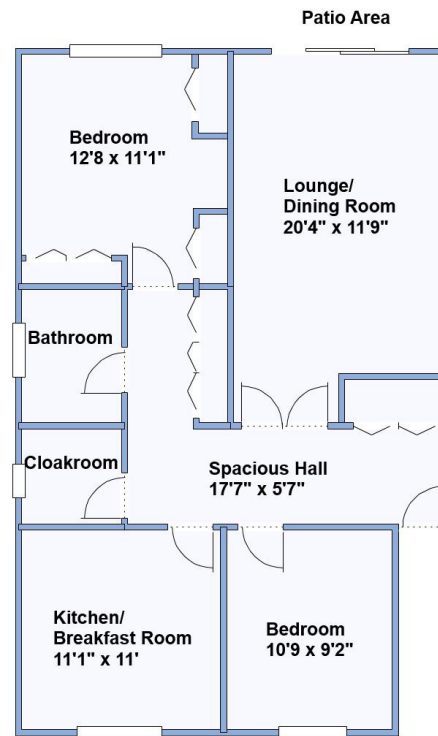 Patio Area
Bedroom
12'8 x 11'1"
Lounge/
Dining Room
20'4" x 11'9"
Bathroom
Cloakroom
Spacious Hall
17'7" x 5'7"
Kitchen/
Breakfast Room
11'1" x 11'
Bedroom
10'9 x 9'2"